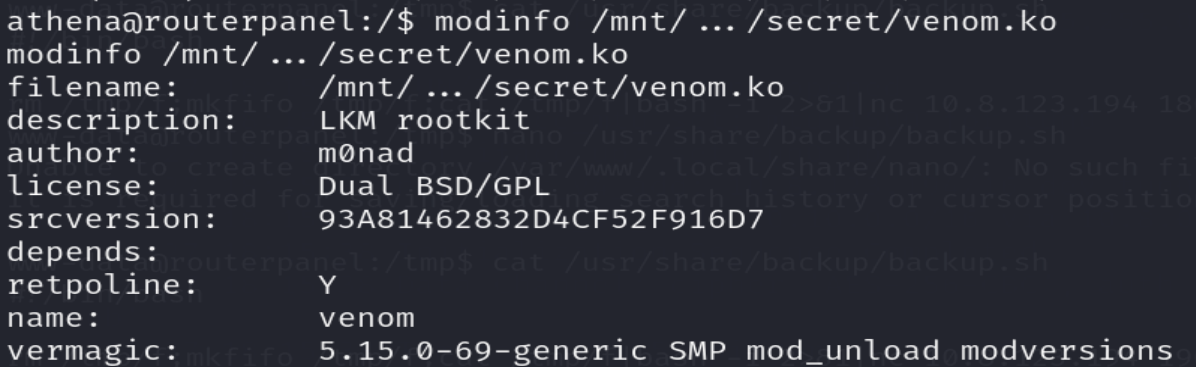 athena@routerpanel:/$ modinfo /mnt/.../secret/venom.ko
modinfo /mnt/.../secret/venom.ko
filename:       /mnt/.../secret/venom.ko
description:    LKM rootkit
author:         m0nad
license:        Dual BSD/GPL
srcversion:     93A81462832D4CF52F916D7
depends:
retpoline:      Y
name:           venom
vermagic:       5.15.0-69-generic SMP mod_unload modversions